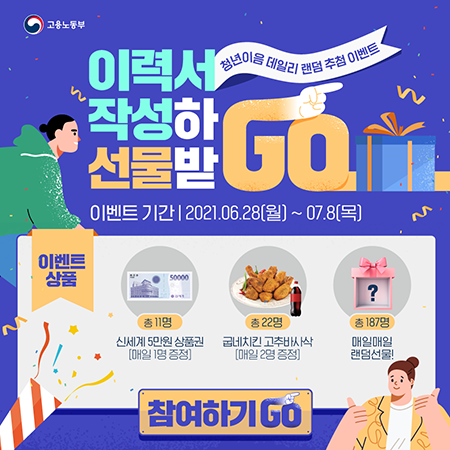 고용노동부
청년이음 데일리 랜덤 추첨 이벤트
이력서
작성하
선물받GO
이벤트 기간 | 2021.06.28(월) ~ 07.8(목)
이벤트
상품
50000
?
총 11명
총 22명
총 187명
신세계 5만원 상품권
[매일 1명 증정]
굽네치킨 고추바사삭
[매일 2명 증정]
매일매일
랜덤선물!
참여하기 GO